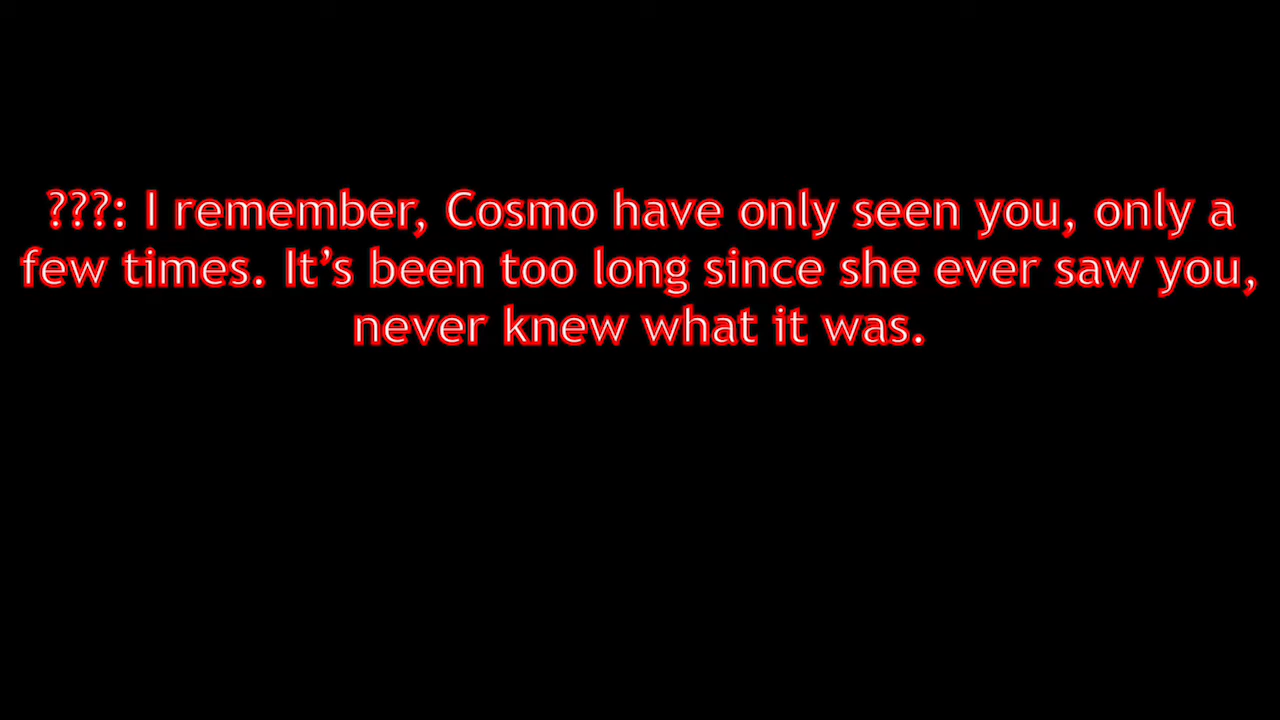 ???: I remember, Cosmo have only seen you, only a
few times. It’s been too long since she ever saw you,
never knew what it was.